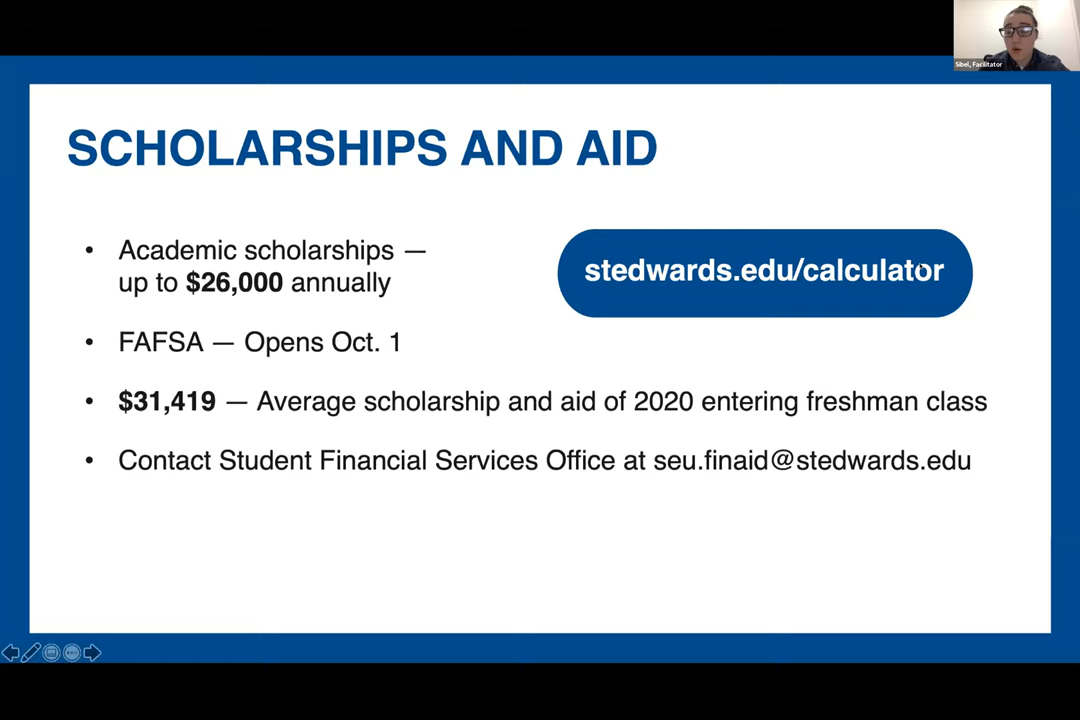 Sibel, Facilitator
SCHOLARSHIPS AND AID
• Academic scholarships —
up to $26,000 annually
stedwards.edu/calculator
• FAFSA — Opens Oct. 1
• $31,419 — Average scholarship and aid of 2020 entering freshman class
• Contact Student Financial Services Office at seu.finaid@stedwards.edu